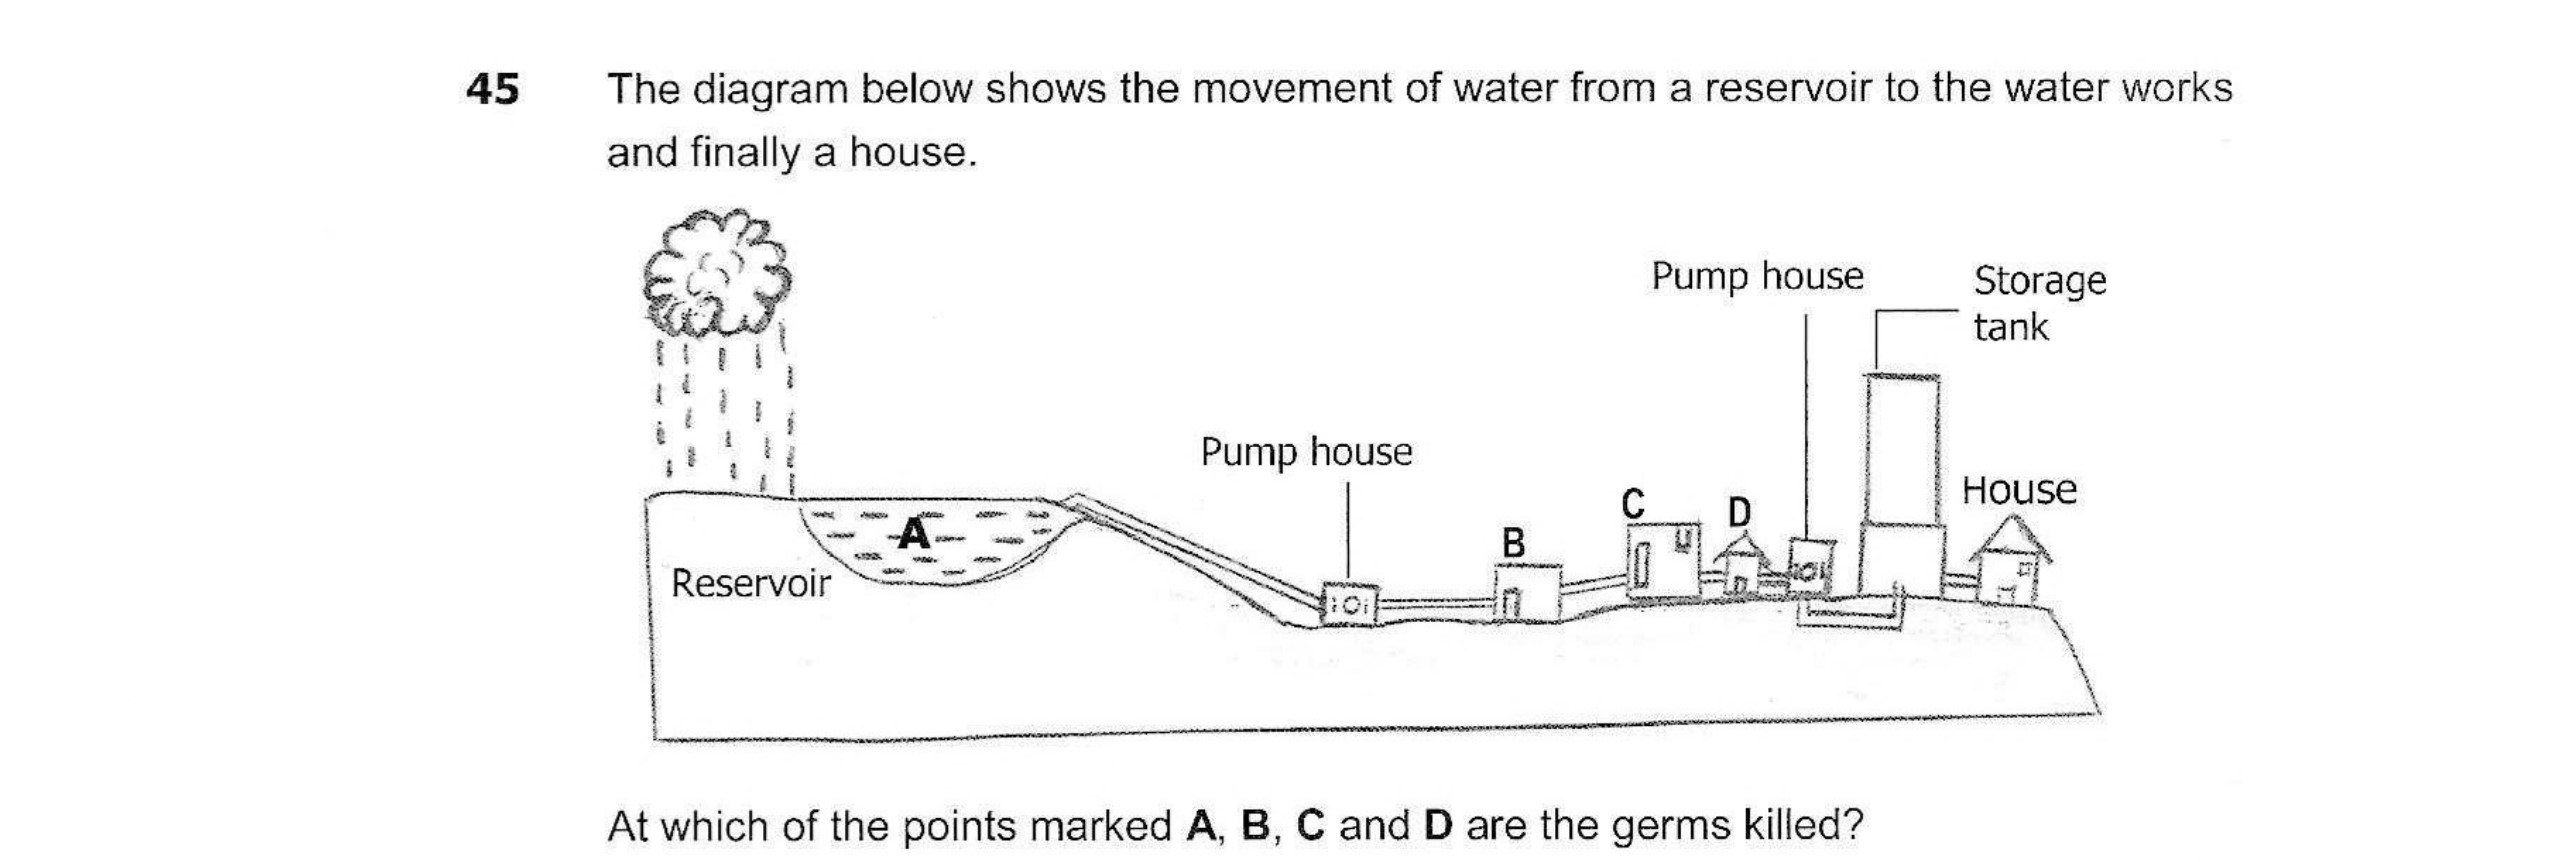 45 The diagram below shows the movement of water from a reservoir to the water works
and finally a house.
Pump house
Storage
tank
Pump house
House
C
D
B
A
Reservoir
At which of the points marked A, B, C and D are the germs killed?